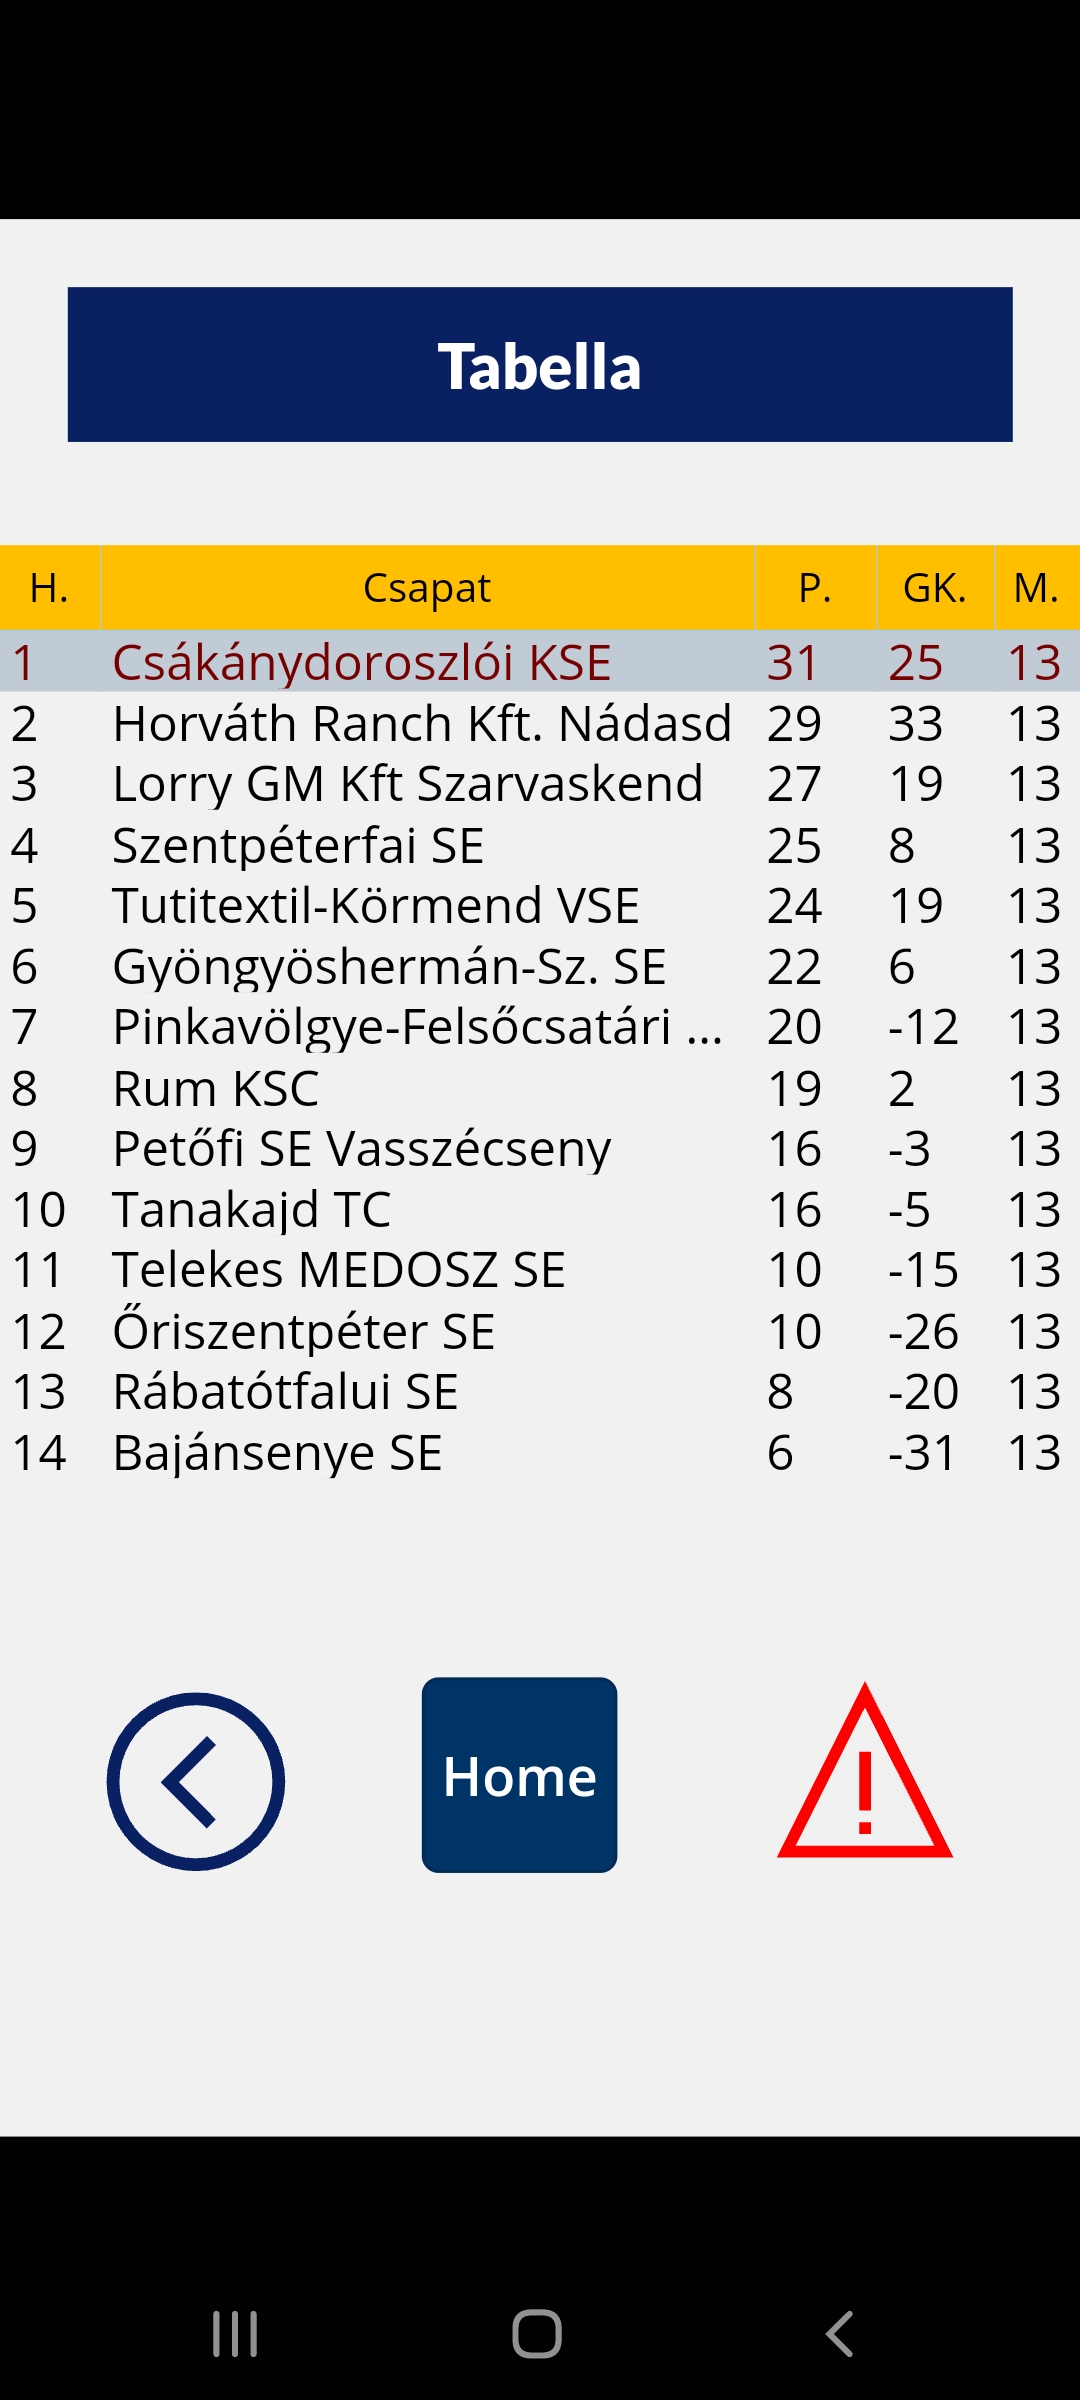 Tabella
H. Csapat P. GK. M.
1 Csákánydoroszlói KSE 31 25 13
2 Horváth Ranch Kft. Nádasd 29 33 13
3 Lorry GM Kft Szarvaskend 27 19 13
4 Szentpéterfai SE 25 8 13
5 Tutitextil-Körmend VSE 24 19 13
6 Gyöngyöshermán-Sz. SE 22 6 13
7 Pinkavölgye-Felsőcsatári ... 20 -12 13
8 Rum KSC 19 2 13
9 Petőfi SE Vasszécseny 16 -3 13
10 Tanakajd TC 16 -5 13
11 Telekes MEDOSZ SE 10 -15 13
12 Őriszentpéter SE 10 -26 13
13 Rábatótfalui SE 8 -20 13
14 Bajánsenye SE 6 -31 13
Home